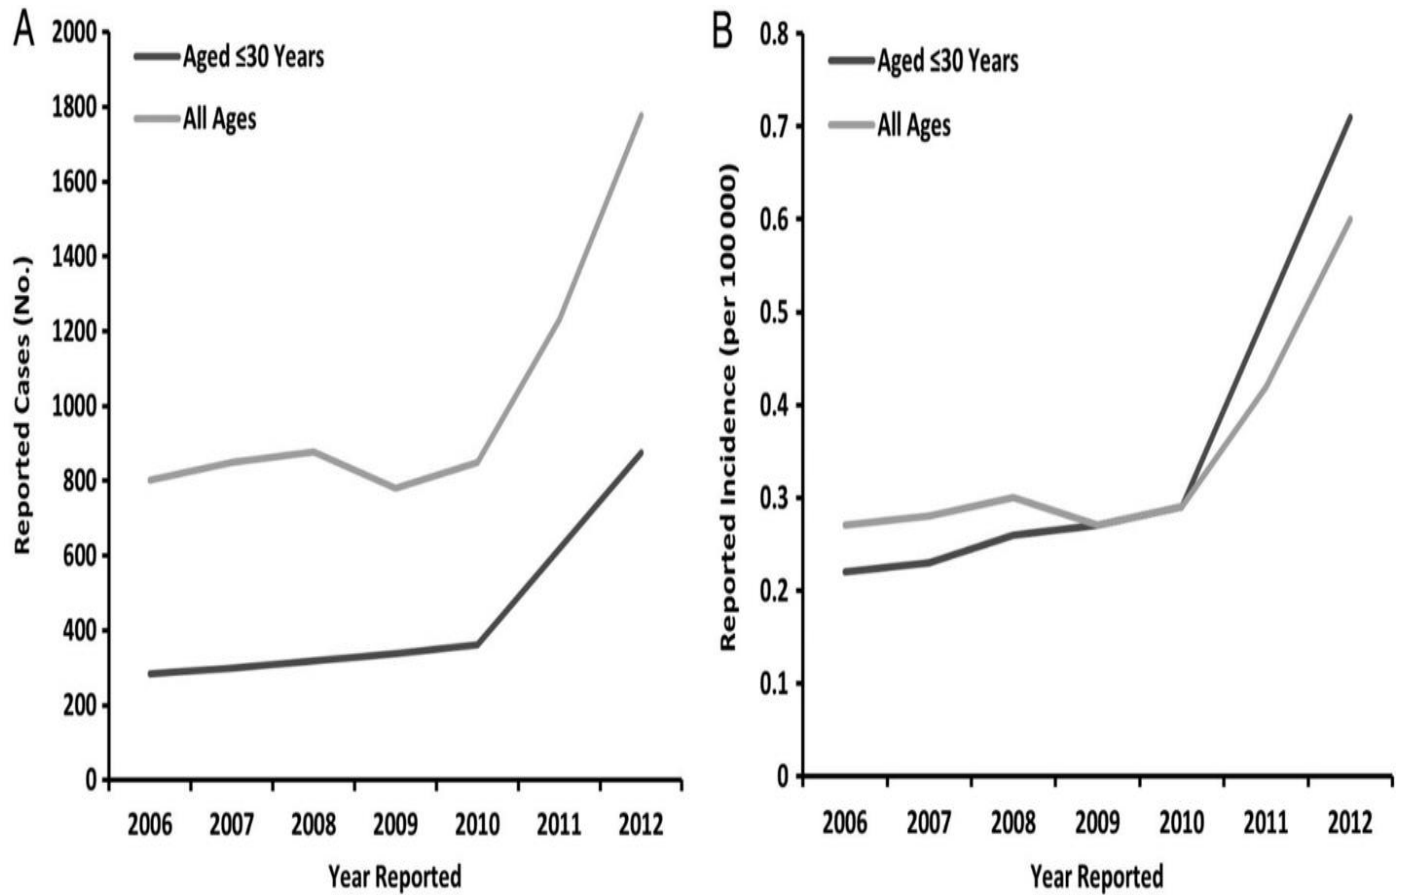 A
Aged ≤30 Years
All Ages
Reported Cases (No.)
2000
1800
1600
1400
1200
1000
800
600
400
200
0
2006 2007 2008 2009 2010 2011 2012
Year Reported
B
Aged ≤30 Years
All Ages
Reported Incidence (per 100 000)
0.8
0.7
0.6
0.5
0.4
0.3
0.2
0.1
0
2006 2007 2008 2009 2010 2011 2012
Year Reported